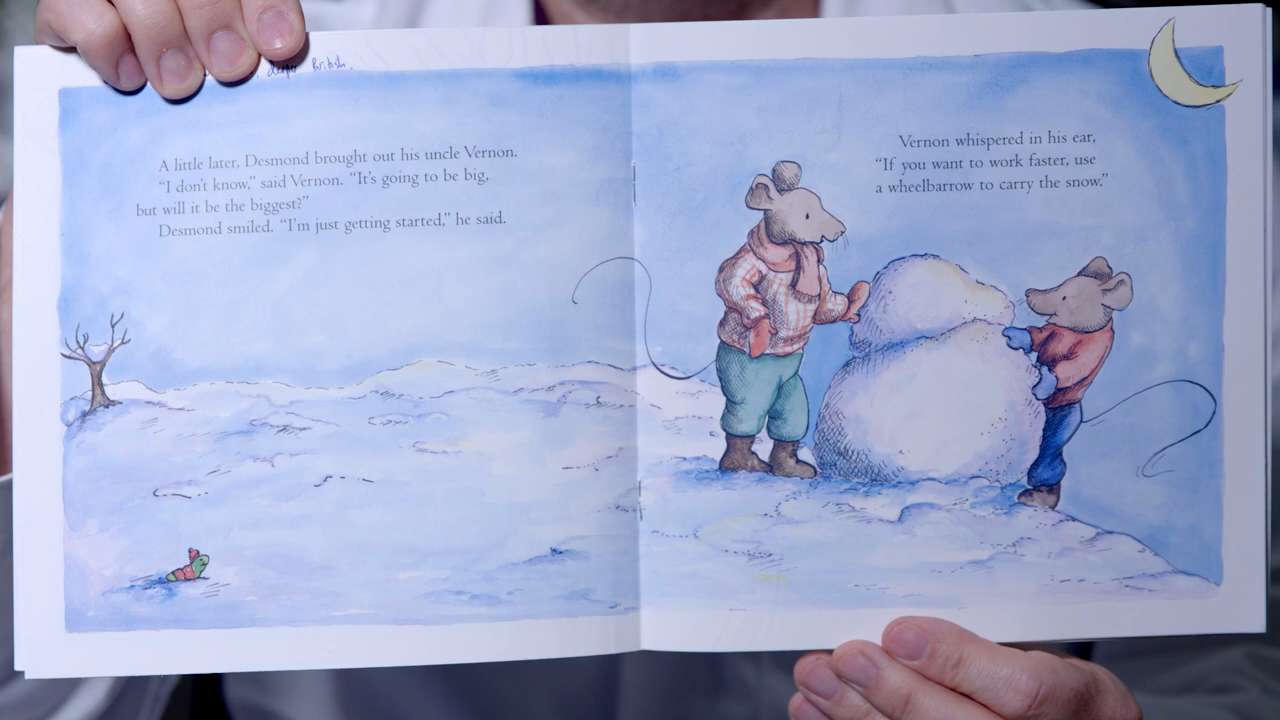 deeper British.
A little later, Desmond brought out his uncle Vernon.
"I don't know," said Vernon. "It's going to be big,
but will it be the biggest?"
Desmond smiled. "I'm just getting started," he said.
Vernon whispered in his ear,
"If you want to work faster, use
a wheelbarrow to carry the snow."